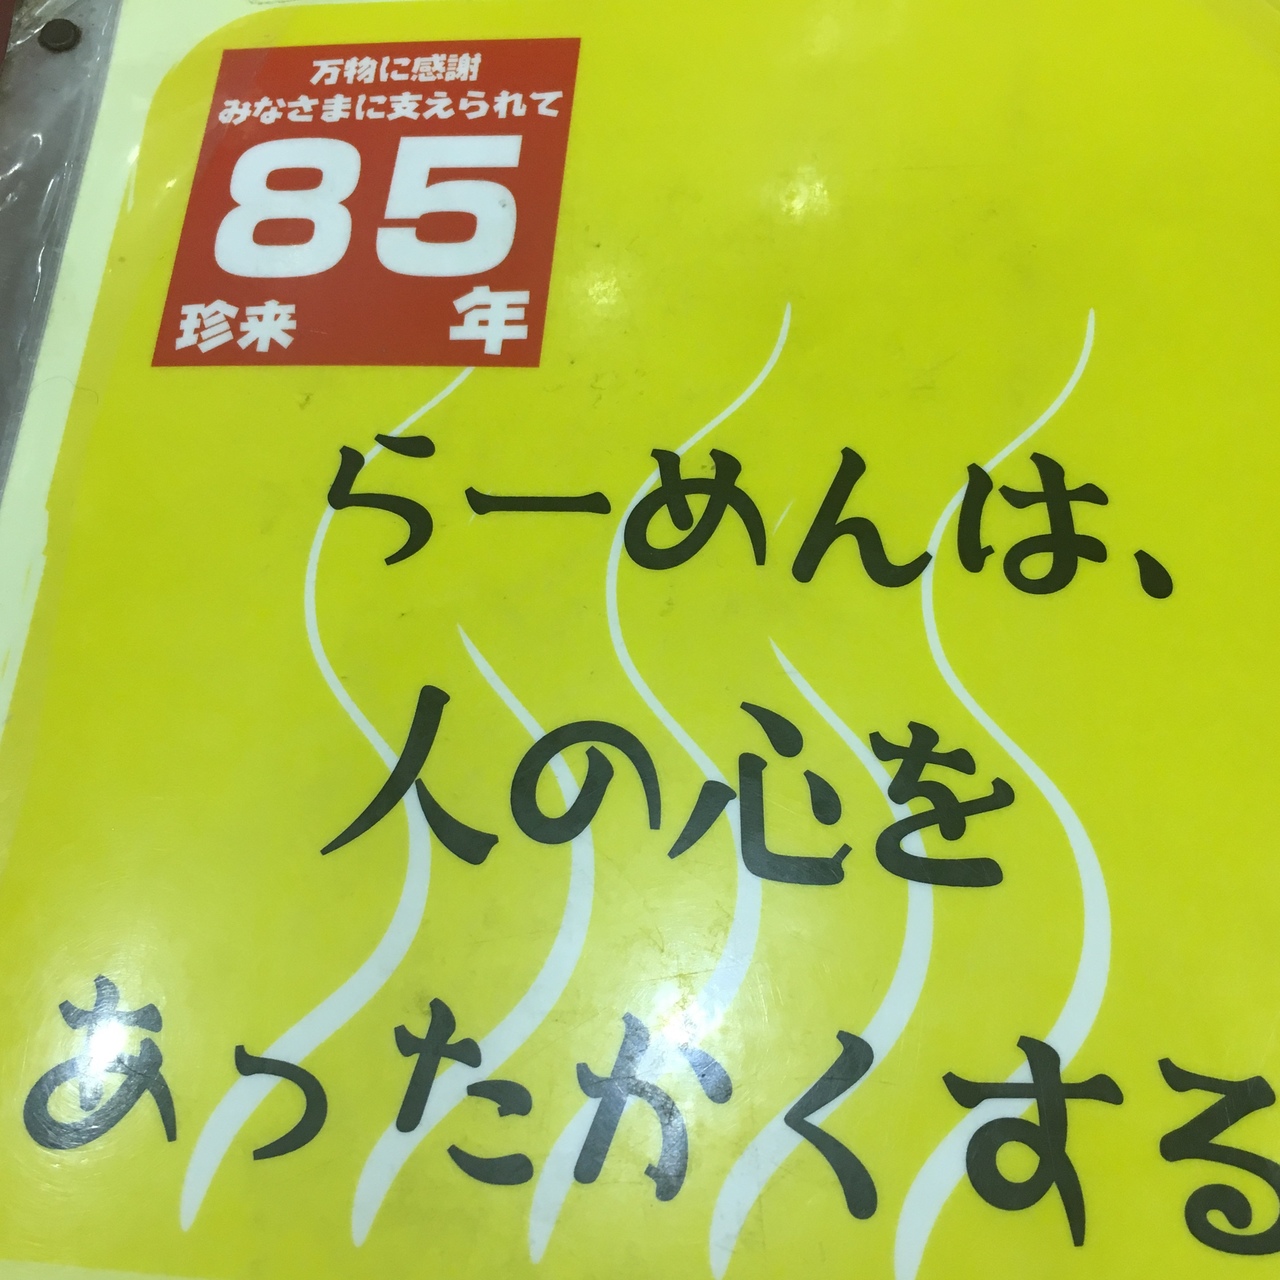 万物に感謝
みなさまに支えられて
85
珍来 年
らーめんは、
人の心を
あったかくする